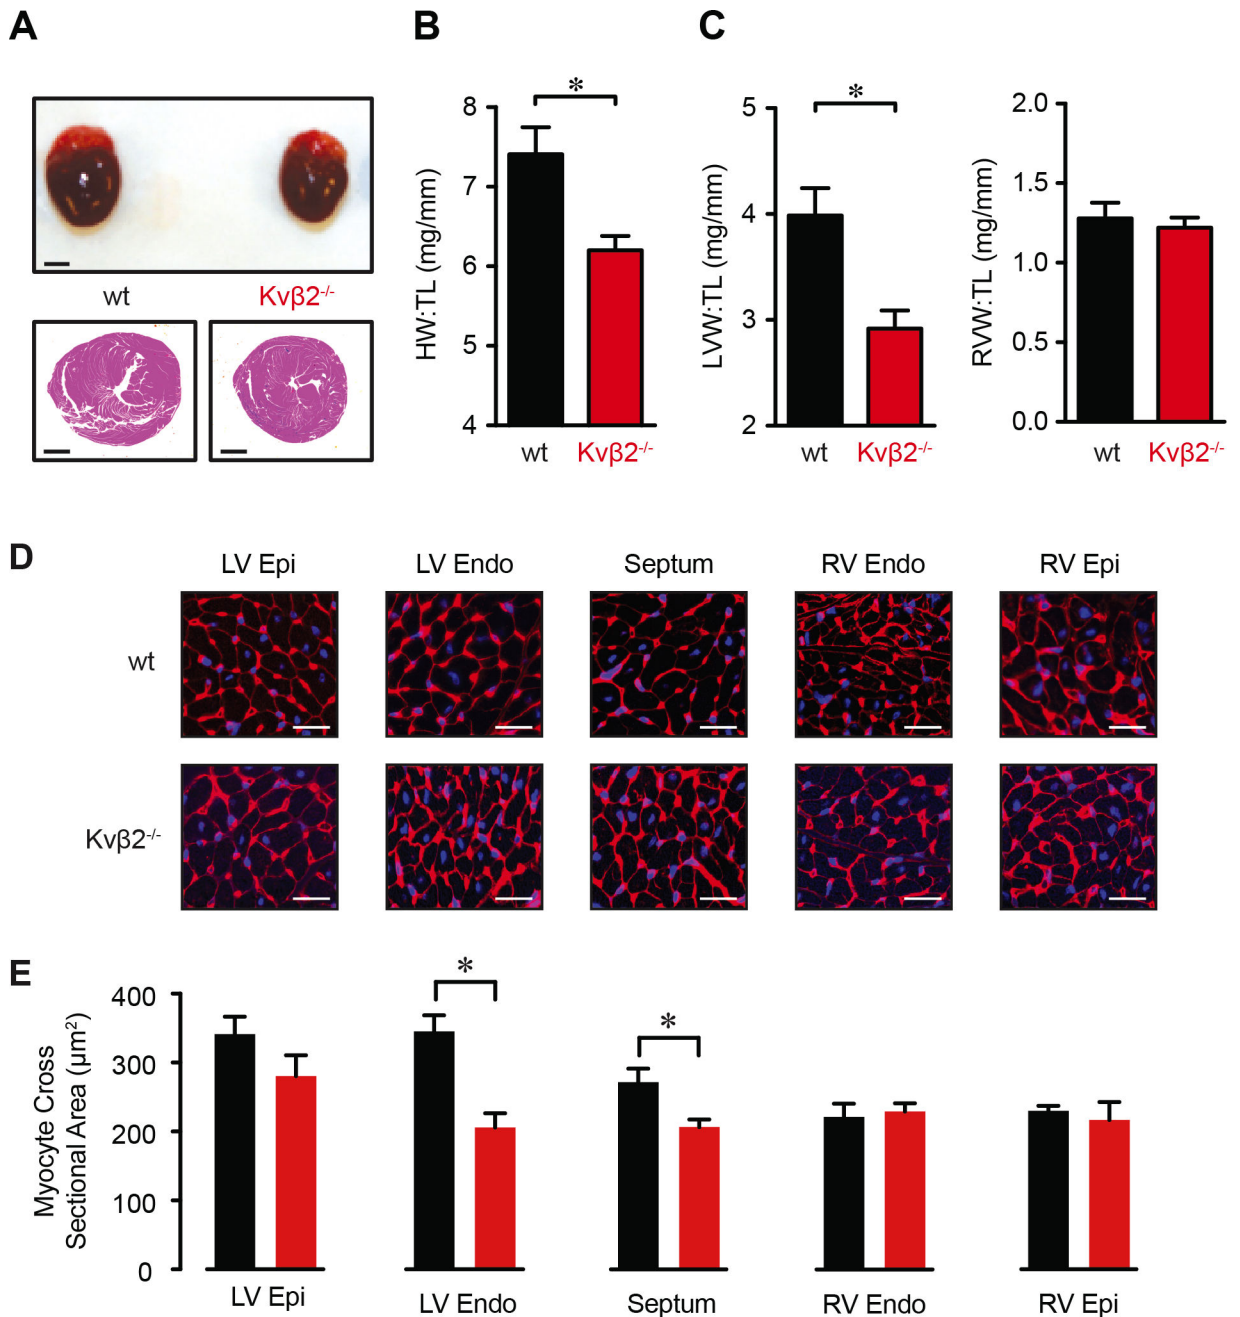 A
B
C
wt
Kvβ2-/-
HW:TL (mg/mm)
8
7
6
5
4
*
wt
Kvβ2-/-
LVW:TL (mg/mm)
5
4
3
2
*
wt
Kvβ2-/-
RVW:TL (mg/mm)
2.0
1.5
1.0
0.5
0.0
wt
Kvβ2-/-
D
LV Epi
LV Endo
Septum
RV Endo
RV Epi
wt
Kvβ2-/-
E
Myocyte Cross
Sectional Area (μm²)
400
300
200
100
0
*
*
LV Epi
LV Endo
Septum
RV Endo
RV Epi